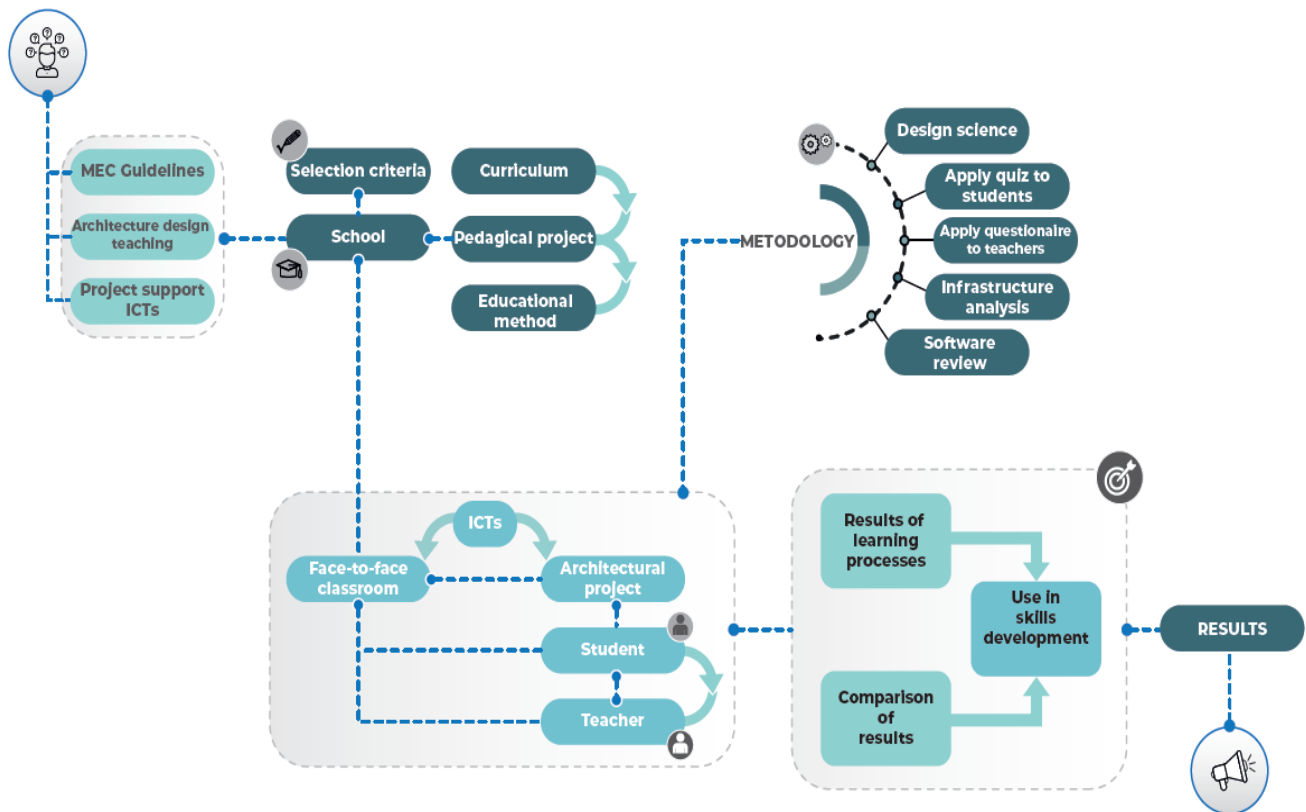 MEC Guidelines
Architecture design
teaching
Project support
ICTs
Selection criteria
School
Curriculum
Pedagical project
Educational
method
METODOLOGY
Design science
Apply quiz to
students
Apply questionaire
to teachers
Infrastructure
analysis
Software
review
ICTs
Face-to-face
classroom
Architectural
project
Student
Teacher
Results of
learning
processes
Use in
skills
development
Comparison
of
results
RESULTS